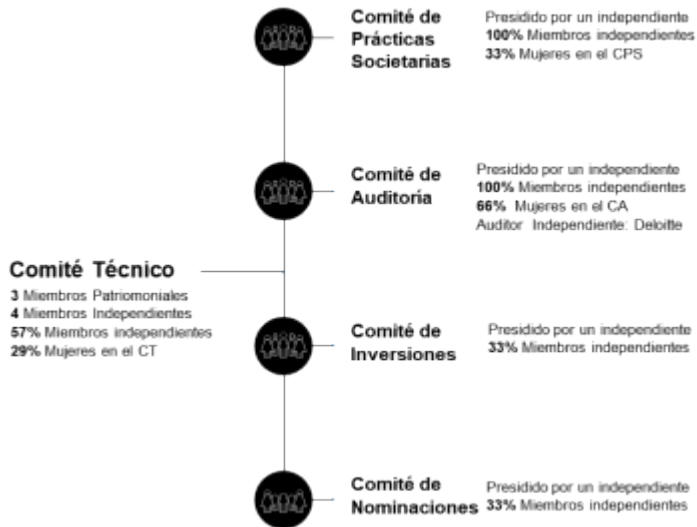 Comité de
Prácticas
Societarias
Presidido por un independiente
100% Miembros independientes
33% Mujeres en el CPS
Comité de
Auditoría
Presidido por un independiente
100% Miembros independientes
66% Mujeres en el CA
Auditor Independiente: Deloitte
Comité Técnico
3 Miembros Patriomoniales
4 Miembros Independientes
57% Miembros independientes
29% Mujeres en el CT
Comité de
Inversiones
Presidido por un independiente
33% Miembros independientes
Comité de
Nominaciones
Presidido por un independiente
33% Miembros independientes